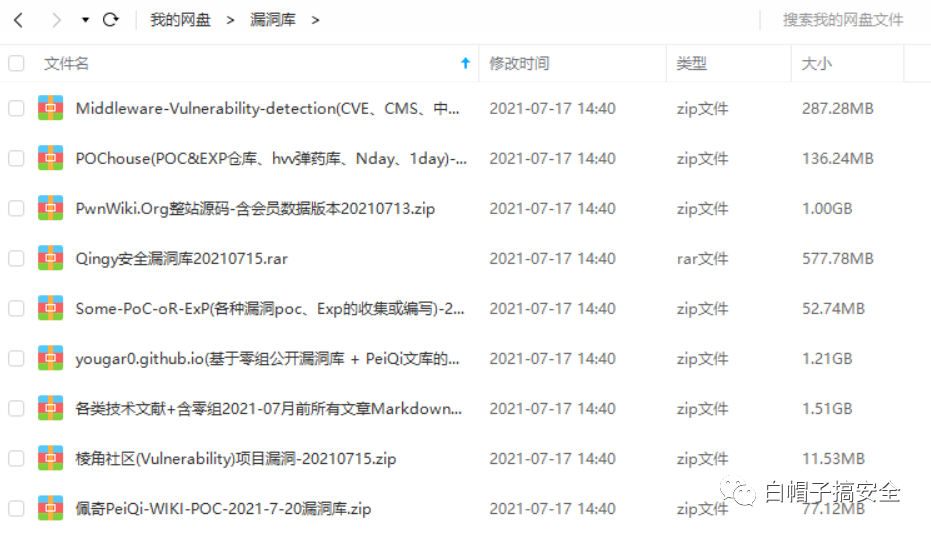 我的网盘 > 漏洞库 > 搜索我的网盘文件
文件名 修改时间 类型 大小
Middleware-Vulnerability-detection(CVE、CMS、中... 2021-07-17 14:40 zip文件 287.28MB
POChouse(POC&EXP仓库、hvv弹药库、Nday、1day)-... 2021-07-17 14:40 zip文件 136.24MB
PwnWiki.Org整站源码-含会员数据版本20210713.zip 2021-07-17 14:40 zip文件 1.00GB
Qingy安全漏洞库20210715.rar 2021-07-17 14:40 rar文件 577.78MB
Some-PoC-oR-ExP(各种漏洞poc、Exp的收集或编写)-2... 2021-07-17 14:40 zip文件 52.74MB
yougar0.github.io(基于零组公开漏洞库 + PeiQi文库的... 2021-07-17 14:40 zip文件 1.21GB
各类技术文献+含零组2021-07月前所有文章Markdown... 2021-07-17 14:40 zip文件 1.51GB
棱角社区(Vulnerability)项目漏洞-20210715.zip 2021-07-17 14:40 zip文件 11.53MB
佩奇PeiQi-WIKI-POC-2021-7-20漏洞库.zip 2021-07-17 14:40 zip文件 77.12MB
白帽子搞安全